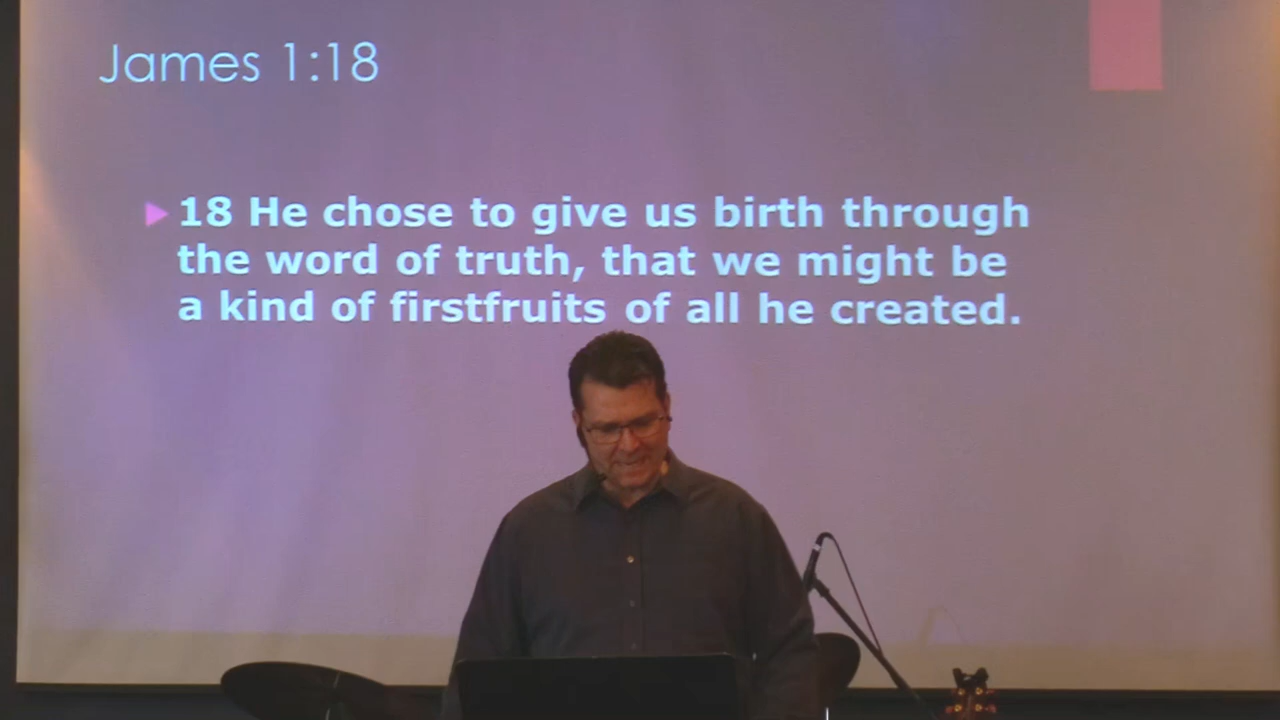 James 1:18
18 He chose to give us birth through
the word of truth, that we might be
a kind of firstfruits of all he created.